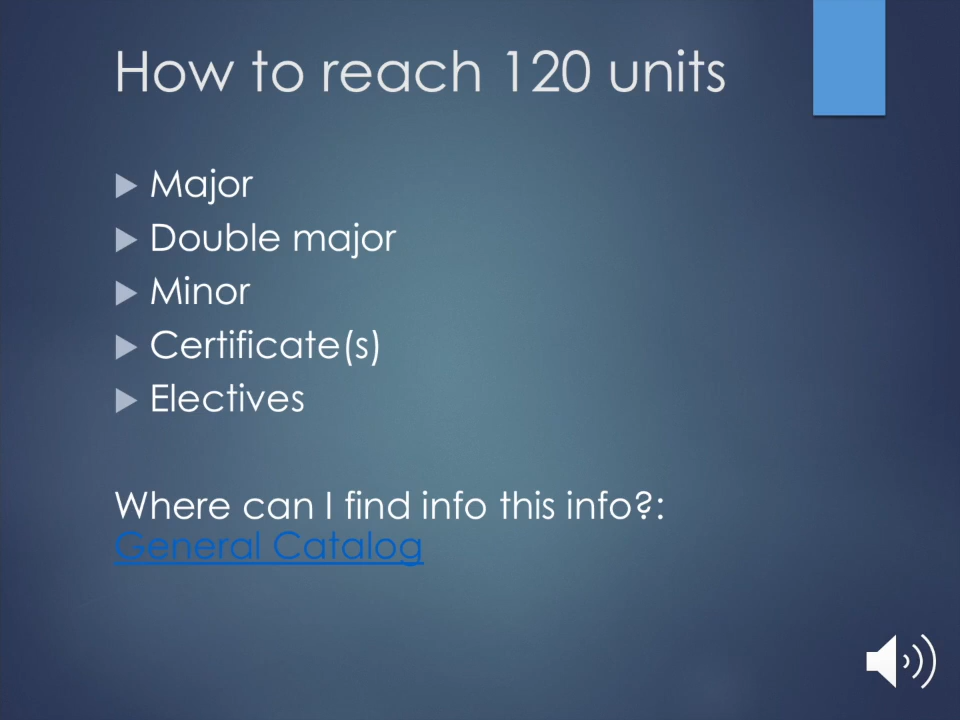 How to reach 120 units
Major
Double major
Minor
Certificate(s)
Electives
Where can I find info this info?:
General Catalog